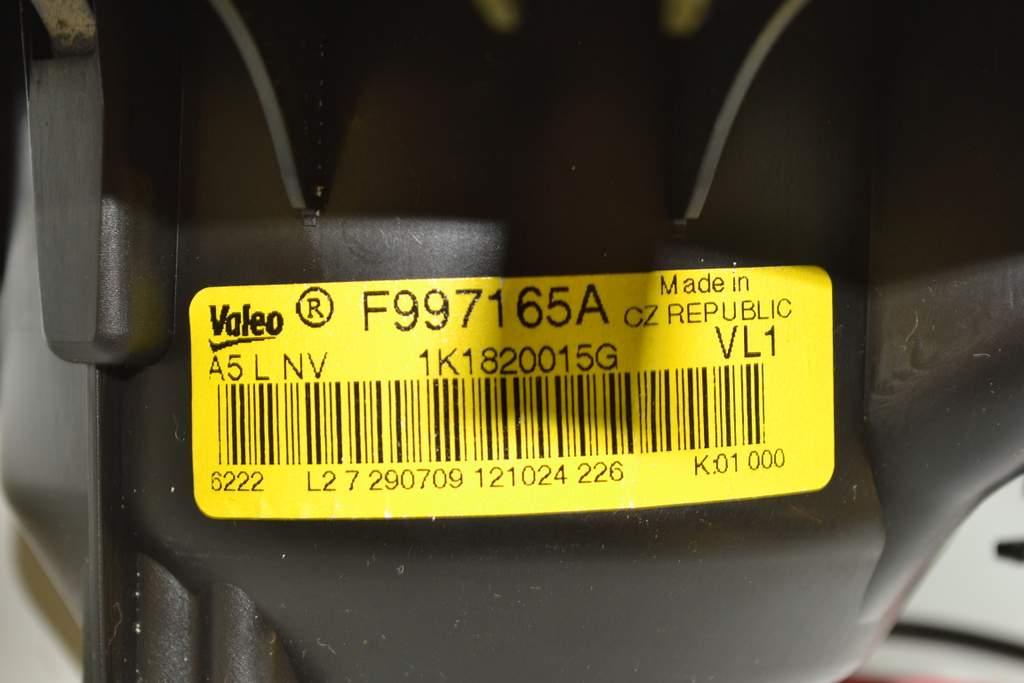 Valeo ® F997165A Made in
CZ REPUBLIC
A5 L NV 1K1820015G VL1
6222 L2 7 290709 121024 226 K:01 000